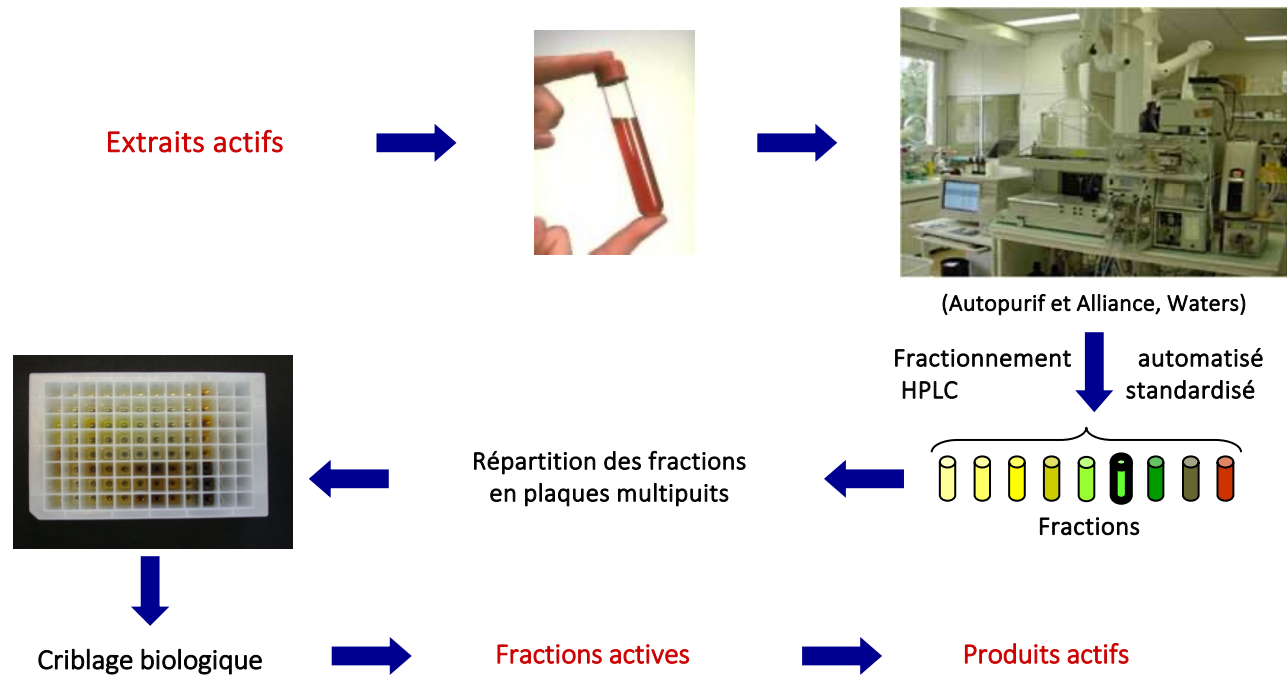 Extraits actifs
(Autopurif et Alliance, Waters)
Fractionnement automatisé
HPLC standardisé
Répartition des fractions
en plaques multipuits
Fractions
Criblage biologique
Fractions actives
Produits actifs